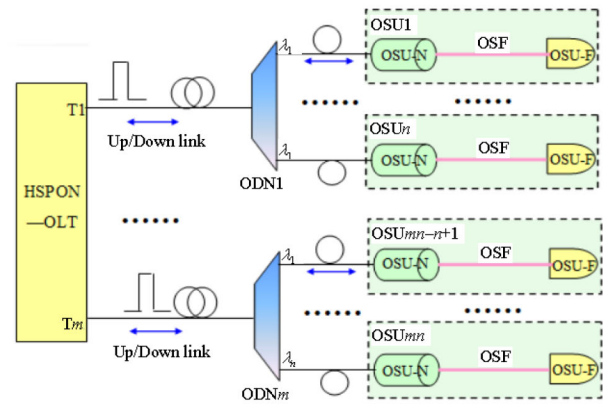 OSU1
OSU-N
OSF
OSU-F
λ1
T1
Up/Down link
ODN1
OSUn
λ1
OSU-N
OSF
OSU-F
HSPON
—OLT
OSUmn–n+1
λ1
OSU-N
OSF
OSU-F
Tm
Up/Down link
ODNm
OSUmn
λn
OSU-N
OSF
OSU-F